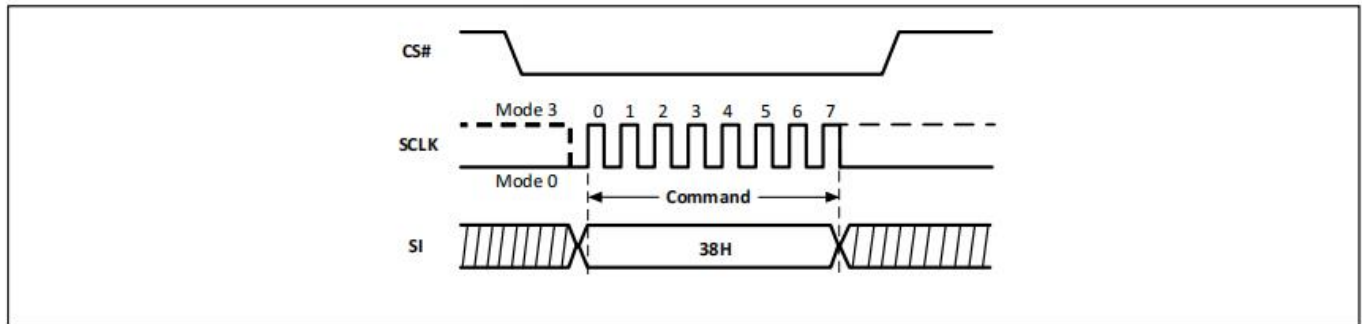 CS#
Mode 3 0 1 2 3 4 5 6 7
SCLK
Mode 0
Command
SI
38H